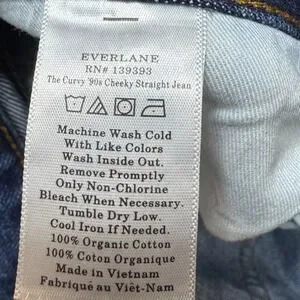 EVERLANE
RN# 139393
The Curvy '90s Cheeky Straight Jean
Machine Wash Cold
With Like Colors
Wash Inside Out.
Remove Promptly
Only Non-Chlorine
Bleach When Necessary.
Tumble Dry Low.
Cool Iron If Needed.
100% Organic Cotton
100% Coton Organique
Made in Vietnam
Fabriqué au Viet-Nam